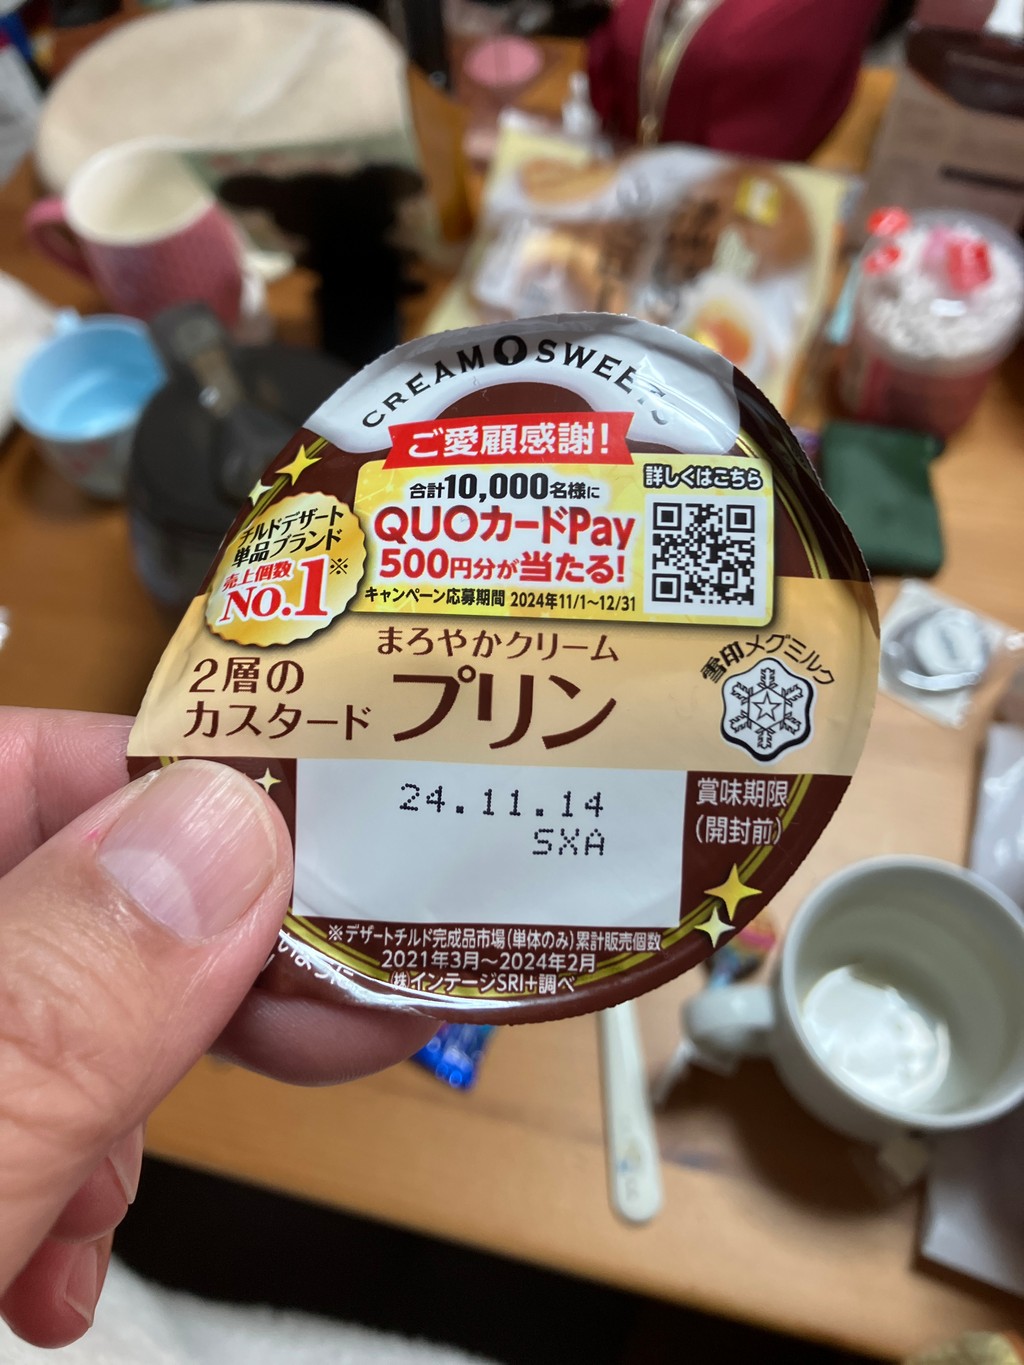 CREAM SWEETS
ご愛顧感謝!
合計10,000名様に
QUOカードPay
500円分が当たる!
キャンペーン応募期間 2024年11/1~12/31
詳しくはこちら
チルドデザート
単品ブランド
売上個数
NO.1※
まろやかクリーム
2層の
カスタード
プリン
雪印メグミルク
24.11.14
SXA
賞味期限
(開封前)
※デザートチルド完成品市場(単体のみ)累計販売個数
2021年3月~2024年2月
(株)インテージSRI+調べ